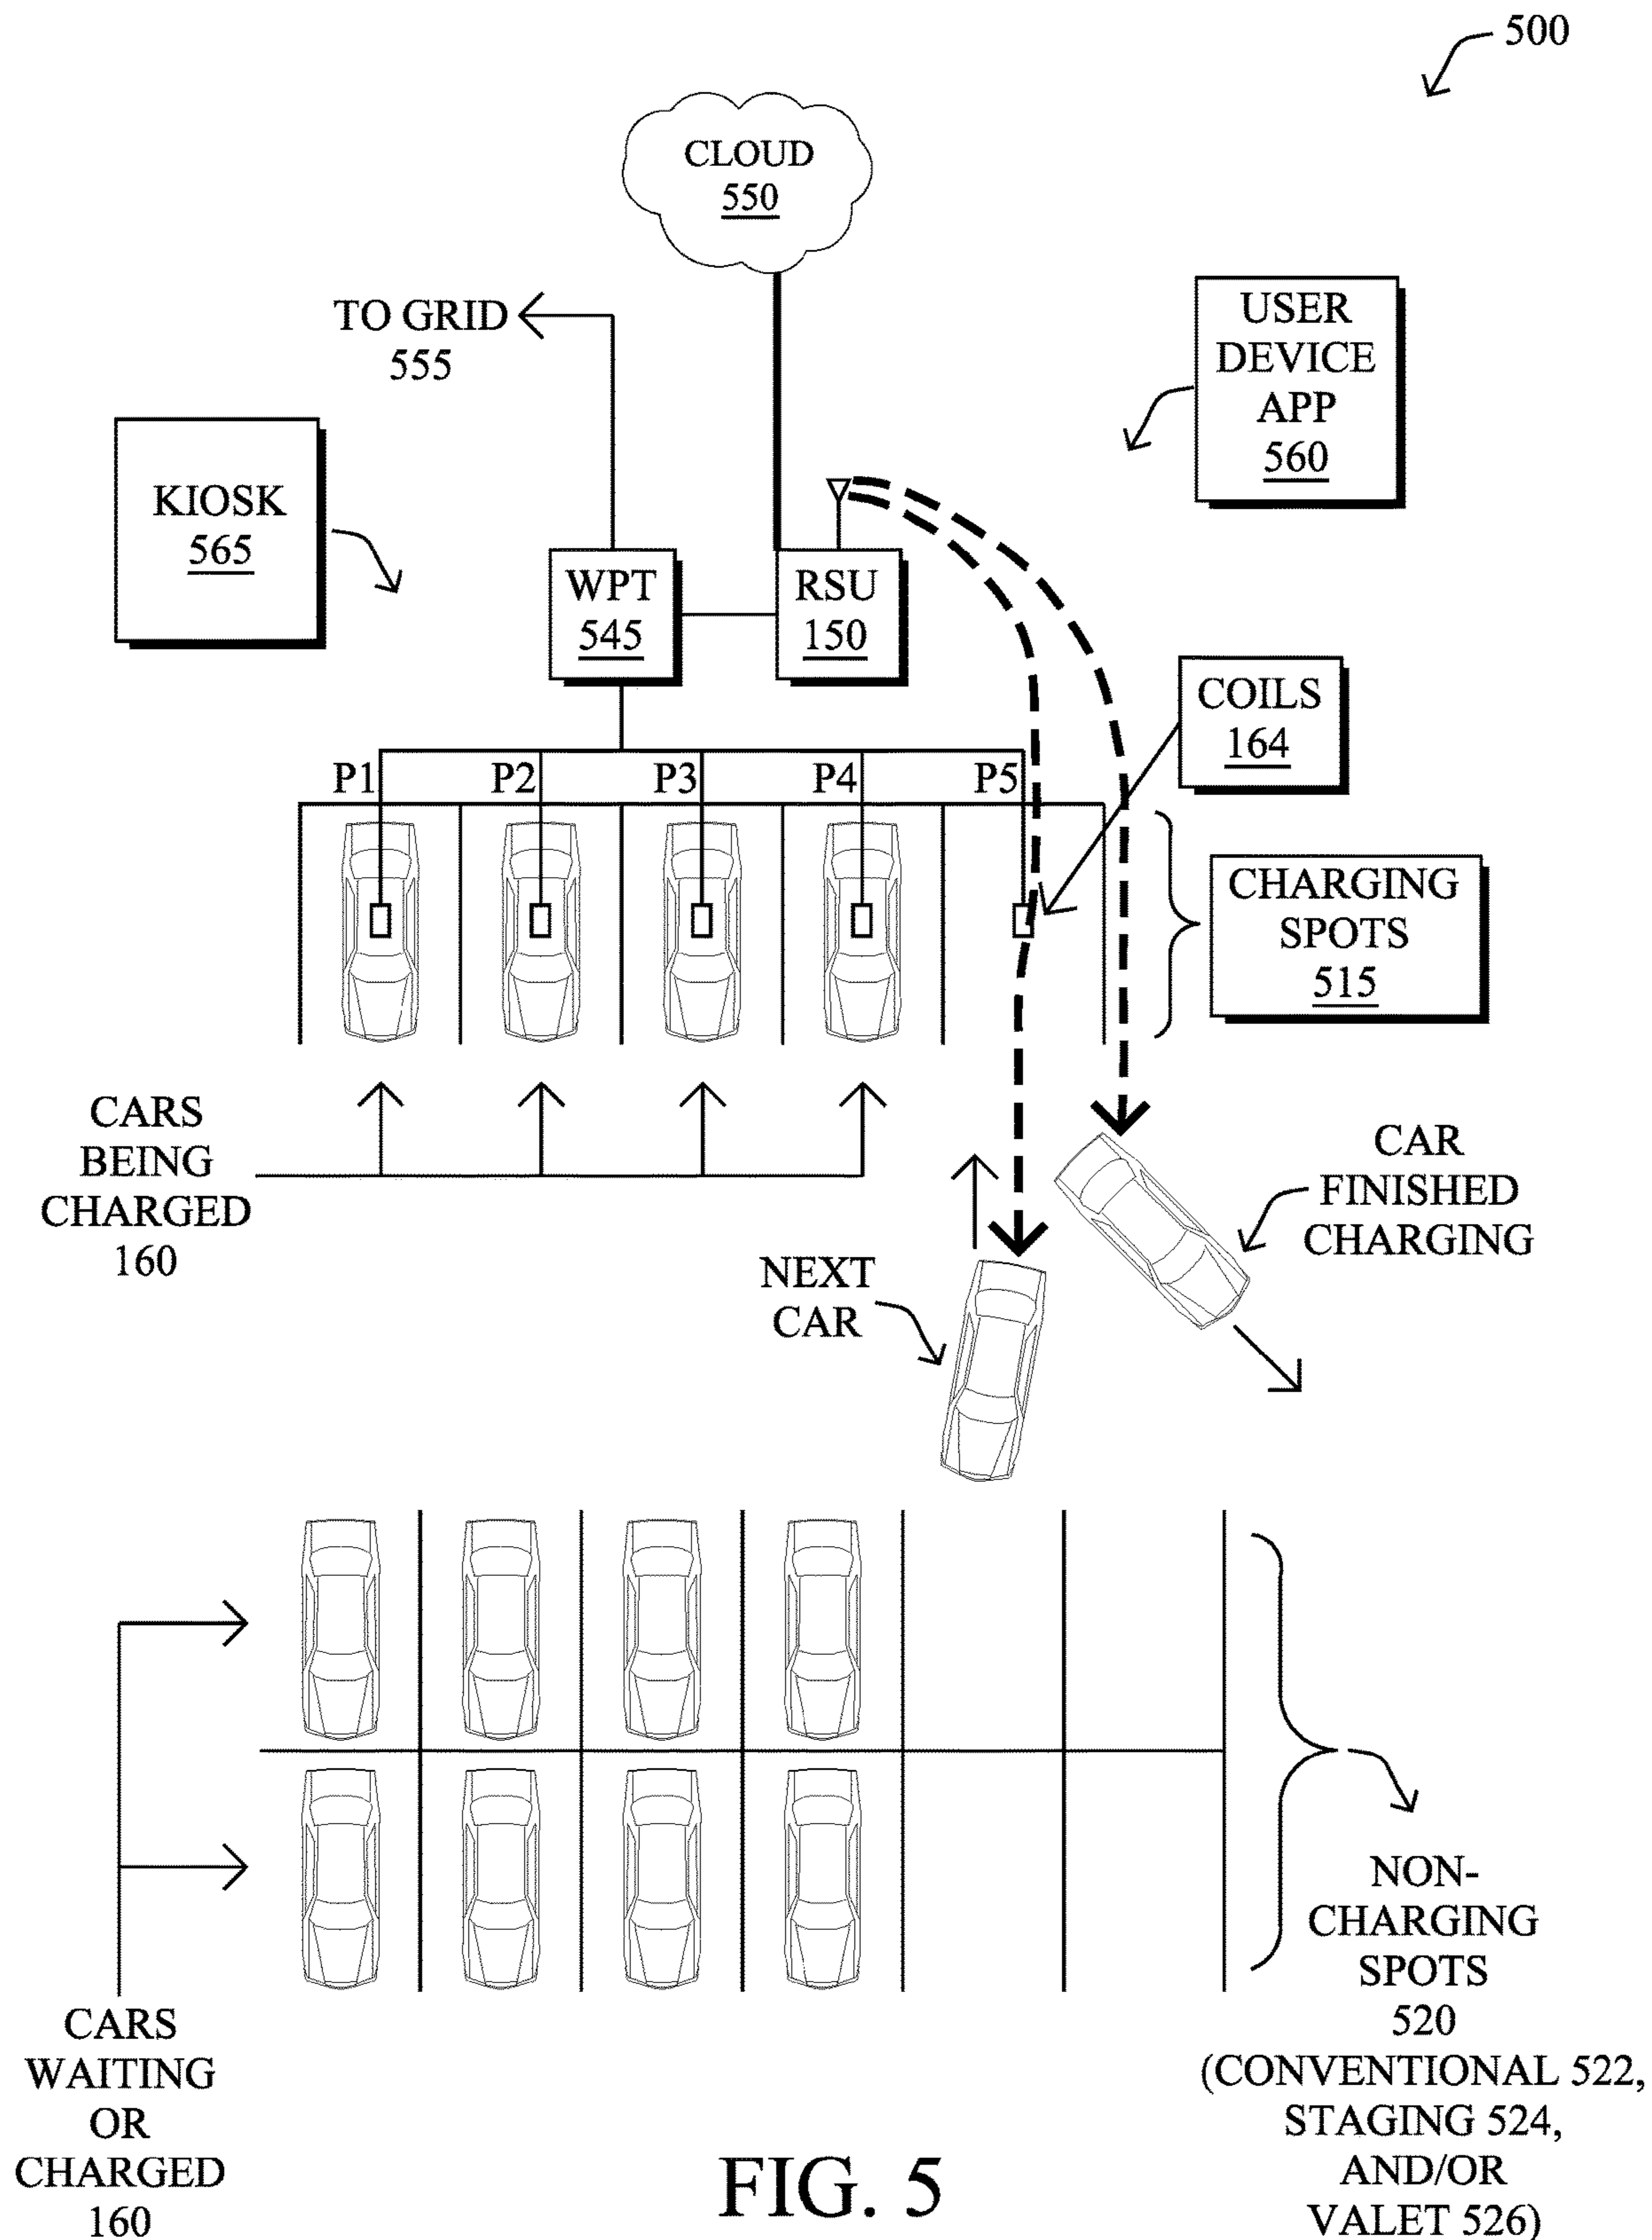 500
CLOUD
550
TO GRID
555
USER
DEVICE
APP
560
KIOSK
565
WPT
545
RSU
150
COILS
164
P1 P2 P3 P4 P5
CHARGING
SPOTS
515
CARS
BEING
CHARGED
160
CAR
FINISHED
CHARGING
NEXT
CAR
NON-
CHARGING
SPOTS
520
(CONVENTIONAL 522,
STAGING 524,
AND/OR
VALET 526)
CARS
WAITING
OR
CHARGED
160
FIG. 5